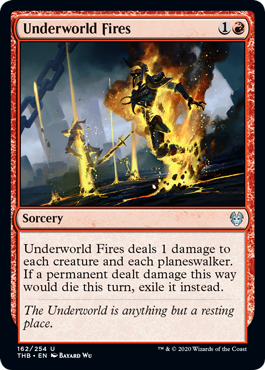 Underworld Fires 1
Sorcery
Underworld Fires deals 1 damage to
each creature and each planeswalker.
If a permanent dealt damage this way
would die this turn, exile it instead.
The Underworld is anything but a resting
place.
162/254 U
THB • EN BAYARD WU
™ & © 2020 Wizards of the Coast